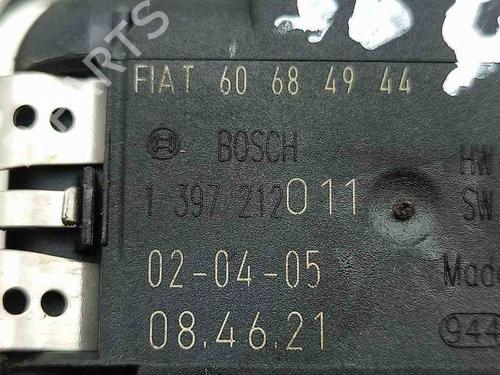 FIAT 60 68 49 44
BOSCH HW
1 397 212 011 SW
02-04-05 Mad
08.46.21 944